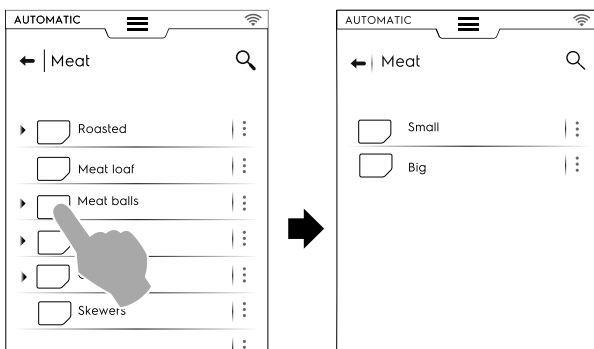 AUTOMATIC
Meat
Roasted
Meat loaf
Meat balls
Skewers
AUTOMATIC
Meat
Small
Big